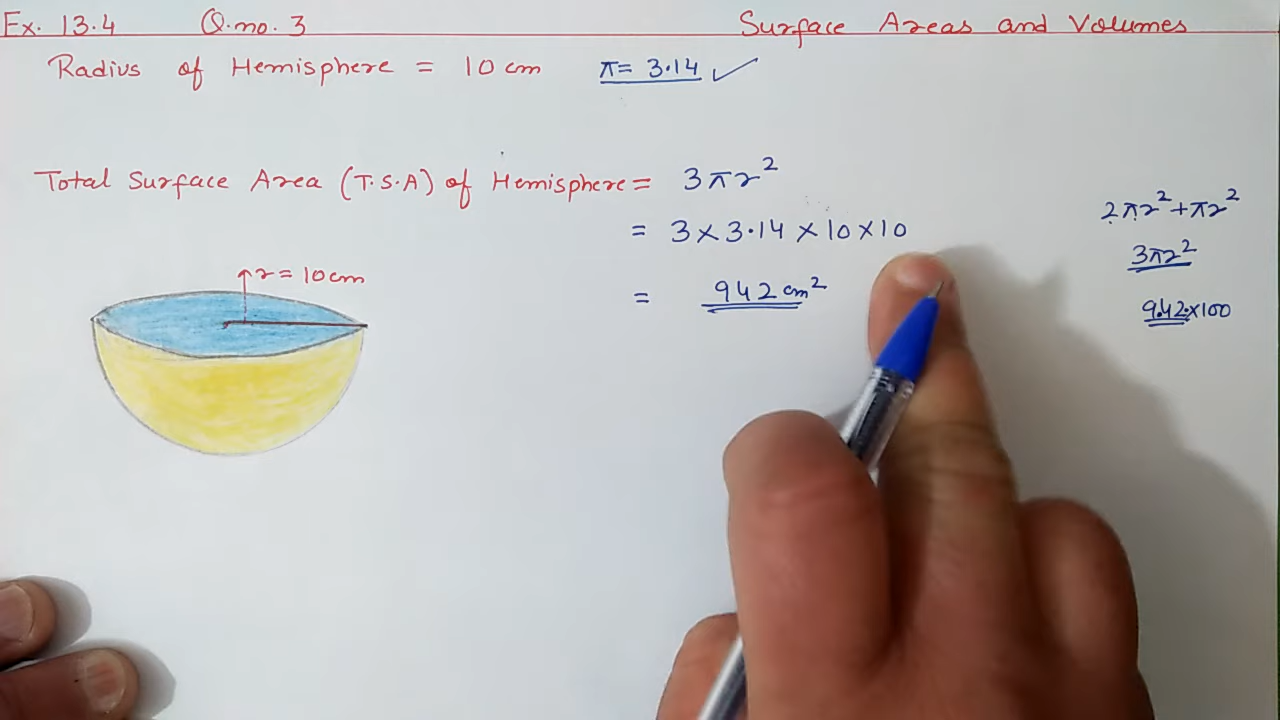 Ex. 13.4 Q.no. 3 Surface Areas and Volumes
Radius of Hemisphere = 10 cm π = 3.14 ✓
Total Surface Area (T.S.A) of Hemisphere = 3πr²
= 3 × 3.14 × 10 × 10
= 942 cm²
2πr² + πr²
3πr²
9.42 × 100
r = 10 cm